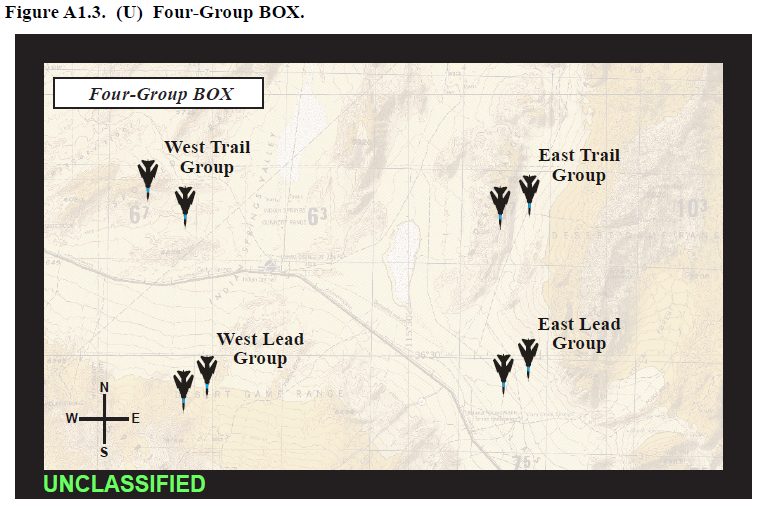 Figure A1.3. (U) Four-Group BOX.
Four-Group BOX
West Trail
Group
East Trail
Group
67
63
103
West Lead
Group
East Lead
Group
N
W
E
S
75
UNCLASSIFIED